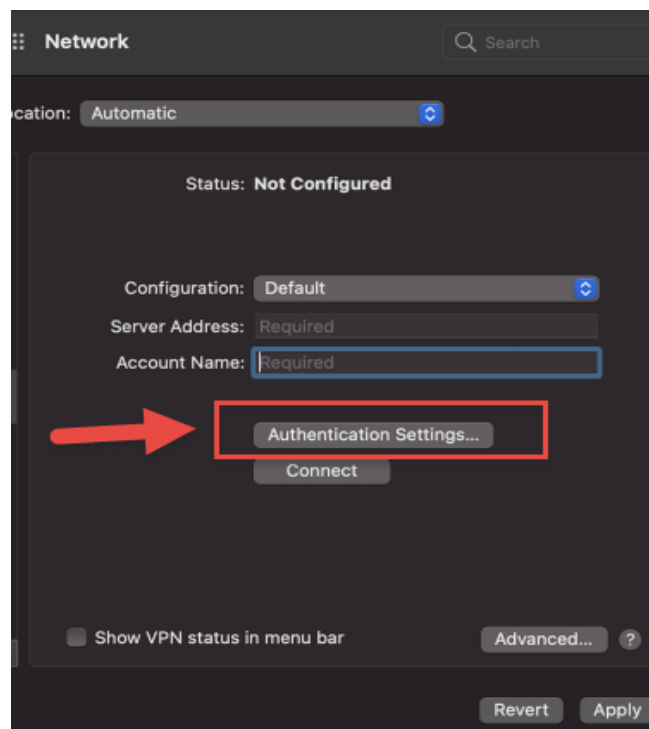 Network
Search
cation: Automatic
Status: Not Configured
Configuration: Default
Server Address: Required
Account Name: Required
Authentication Settings...
Connect
Show VPN status in menu bar
Advanced... ?
Revert Apply